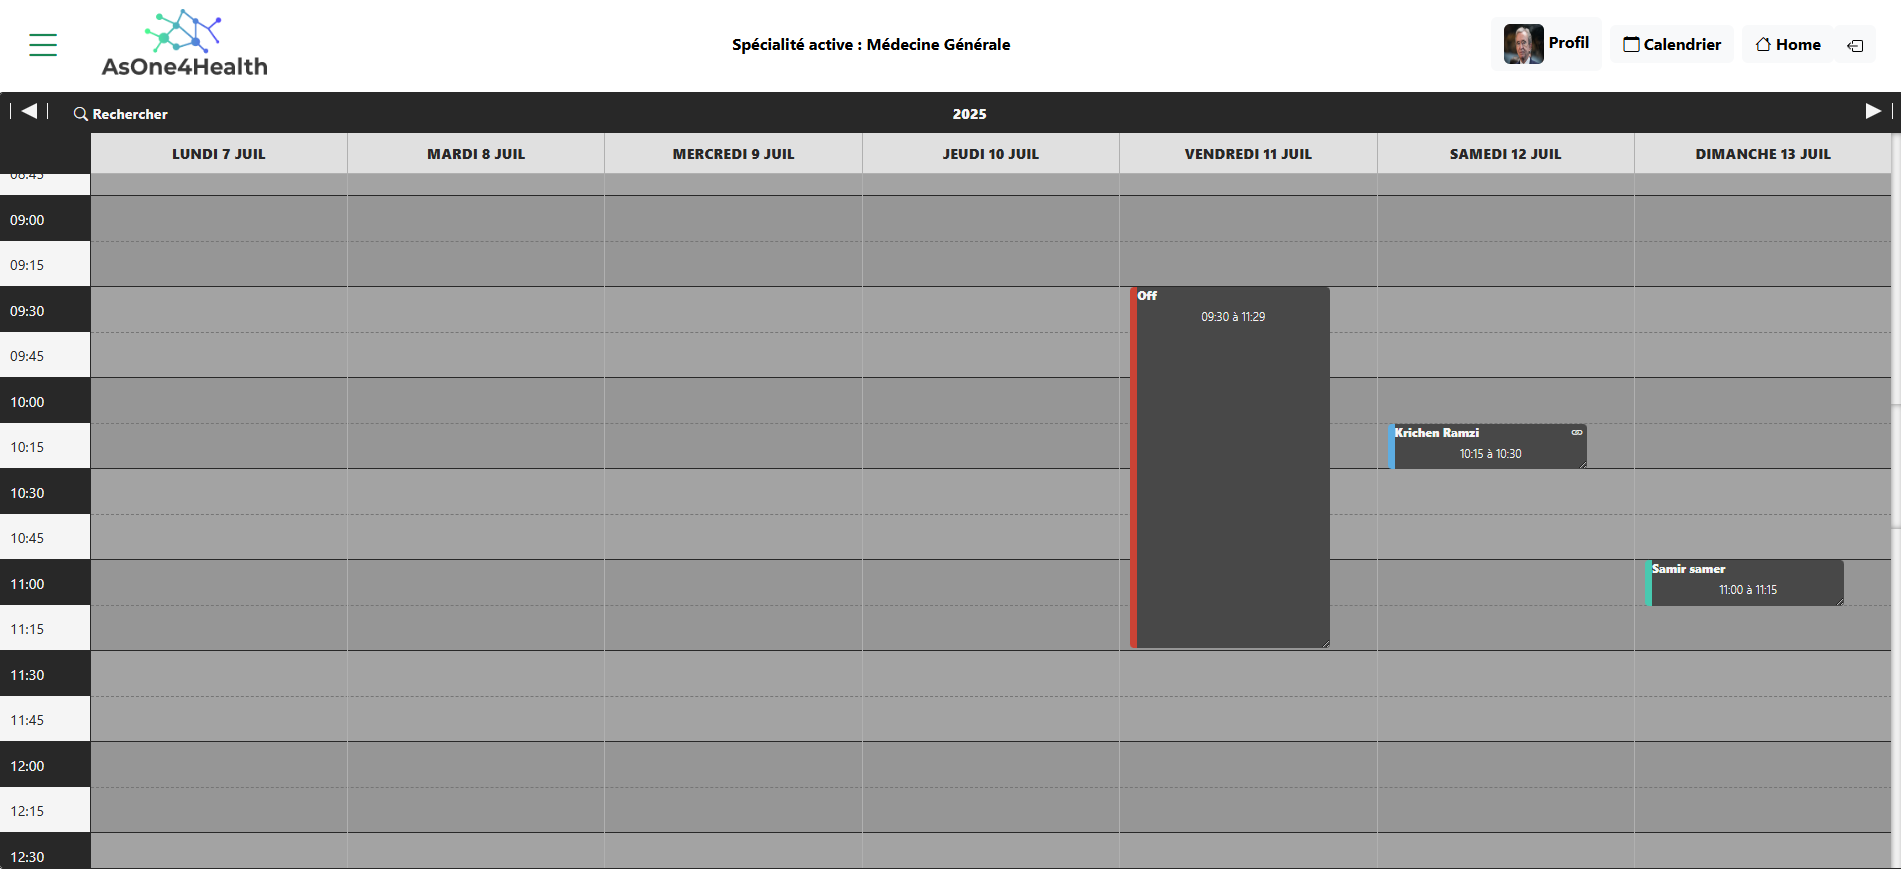 AsOne4Health
Spécialité active : Médecine Générale
Profil
Calendrier
Home
Rechercher
2025
LUNDI 7 JUIL
MARDI 8 JUIL
MERCREDI 9 JUIL
JEUDI 10 JUIL
VENDREDI 11 JUIL
SAMEDI 12 JUIL
DIMANCHE 13 JUIL
08:45
09:00
09:15
09:30
Off
09:30 à 11:29
09:45
10:00
10:15
Krichen Ramzi
10:15 à 10:30
10:30
10:45
11:00
Samir samer
11:00 à 11:15
11:15
11:30
11:45
12:00
12:15
12:30